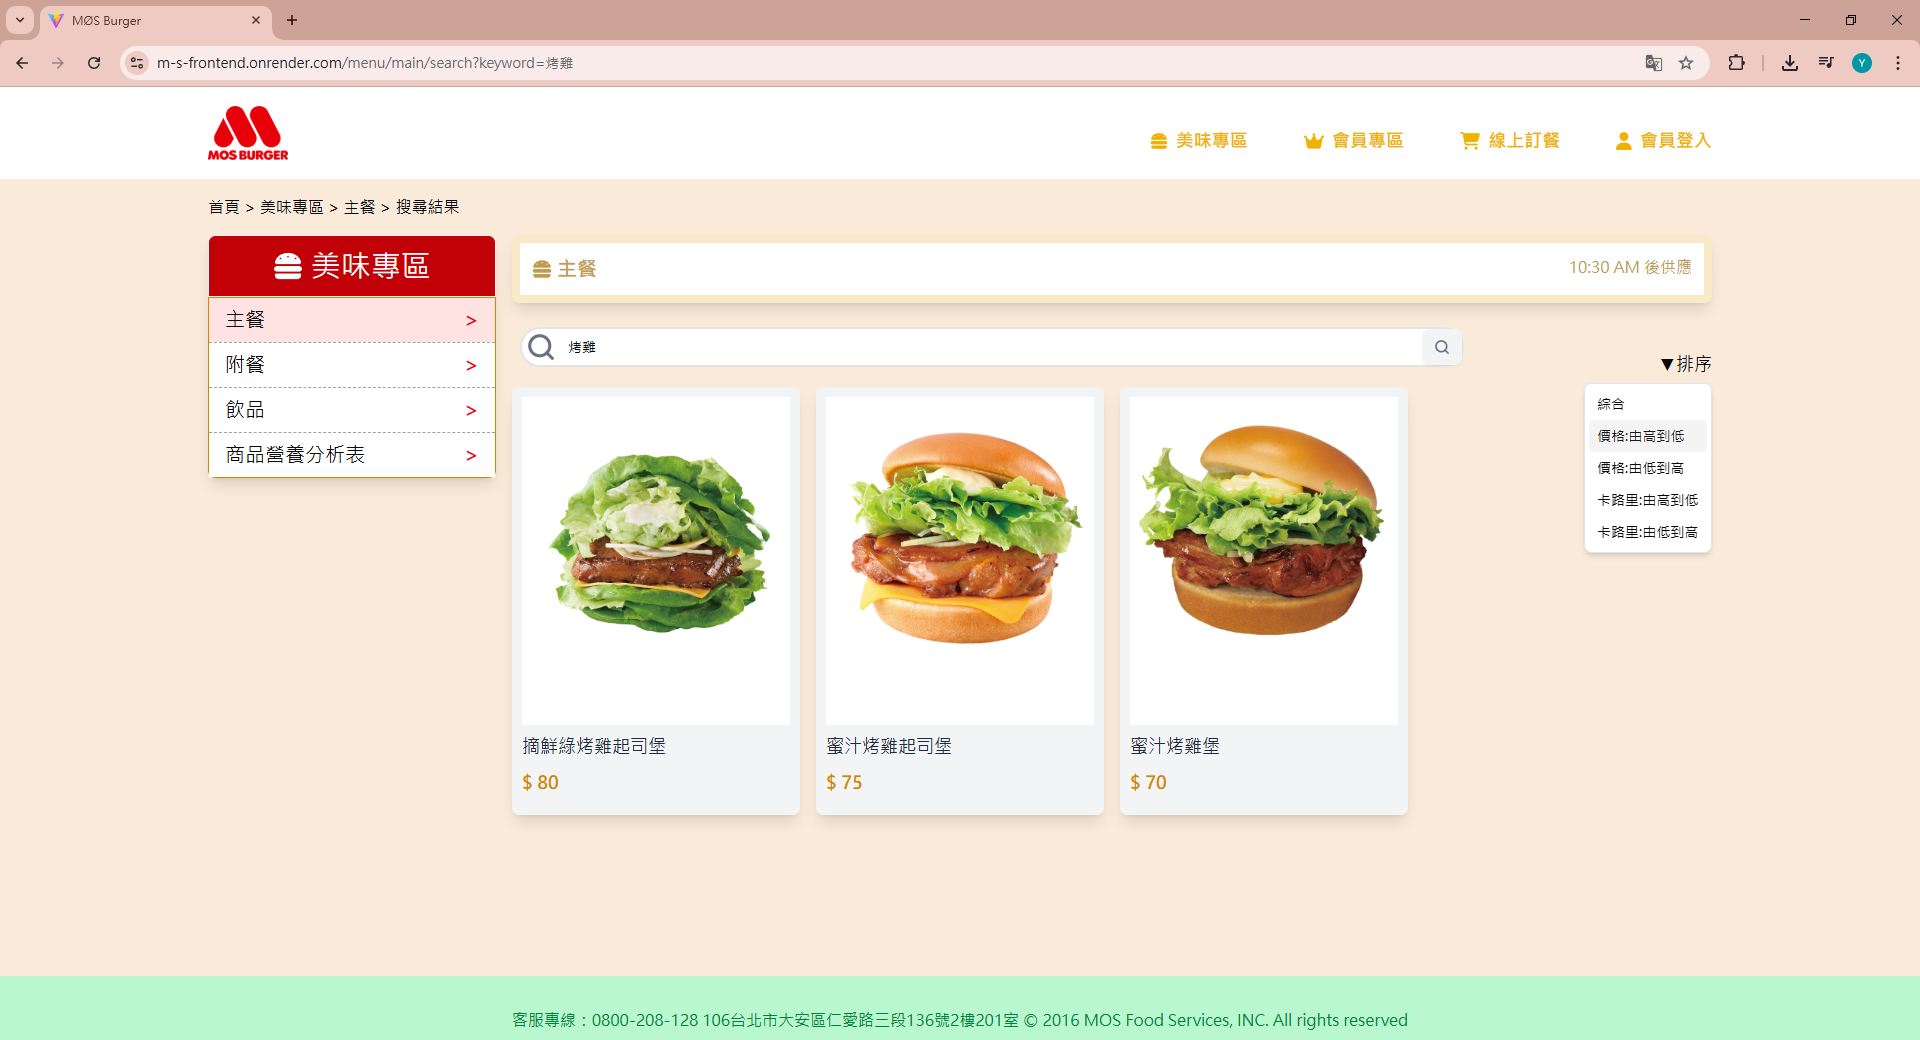 MØS Burger
m-s-frontend.onrender.com/menu/main/search?keyword=烤雞
Y
MOS BURGER
美味專區
會員專區
線上訂餐
會員登入
首頁 > 美味專區 > 主餐 > 搜尋結果
美味專區
主餐 >
附餐 >
飲品 >
商品營養分析表 >
主餐
10:30 AM 後供應
烤雞
▼排序
綜合
價格:由高到低
價格:由低到高
卡路里:由高到低
卡路里:由低到高
摘鮮綠烤雞起司堡
$ 80
蜜汁烤雞起司堡
$ 75
蜜汁烤雞堡
$ 70
客服專線：0800-208-128 106台北市大安區仁愛路三段136號2樓201室 © 2016 MOS Food Services, INC. All rights reserved